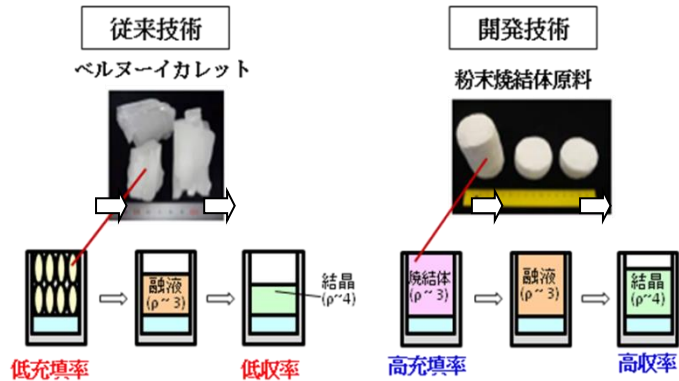 従来技術
ベルヌーイカレット
融液
(ρ~3)
結晶
(ρ~4)
低充填率
低収率
開発技術
粉末焼結体原料
焼結体
(ρ~3)
融液
(ρ~3)
結晶
(ρ~4)
高充填率
高収率